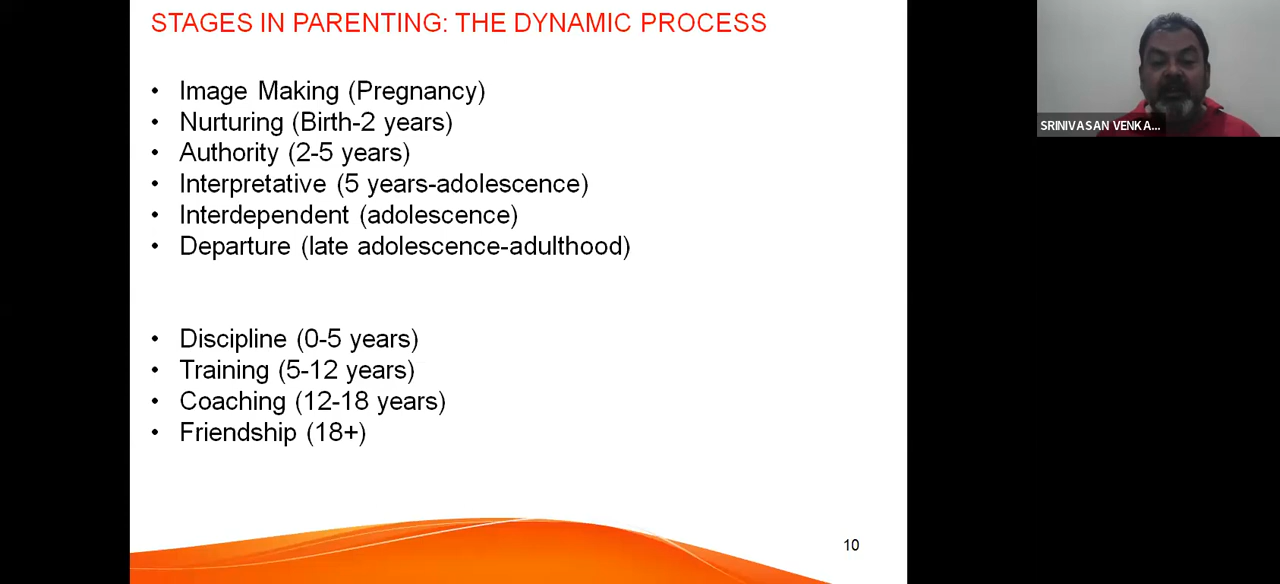 STAGES IN PARENTING: THE DYNAMIC PROCESS
• Image Making (Pregnancy)
• Nurturing (Birth-2 years)
• Authority (2-5 years)
• Interpretative (5 years-adolescence)
• Interdependent (adolescence)
• Departure (late adolescence-adulthood)
• Discipline (0-5 years)
• Training (5-12 years)
• Coaching (12-18 years)
• Friendship (18+)
10
SRINIVASAN VENKA...